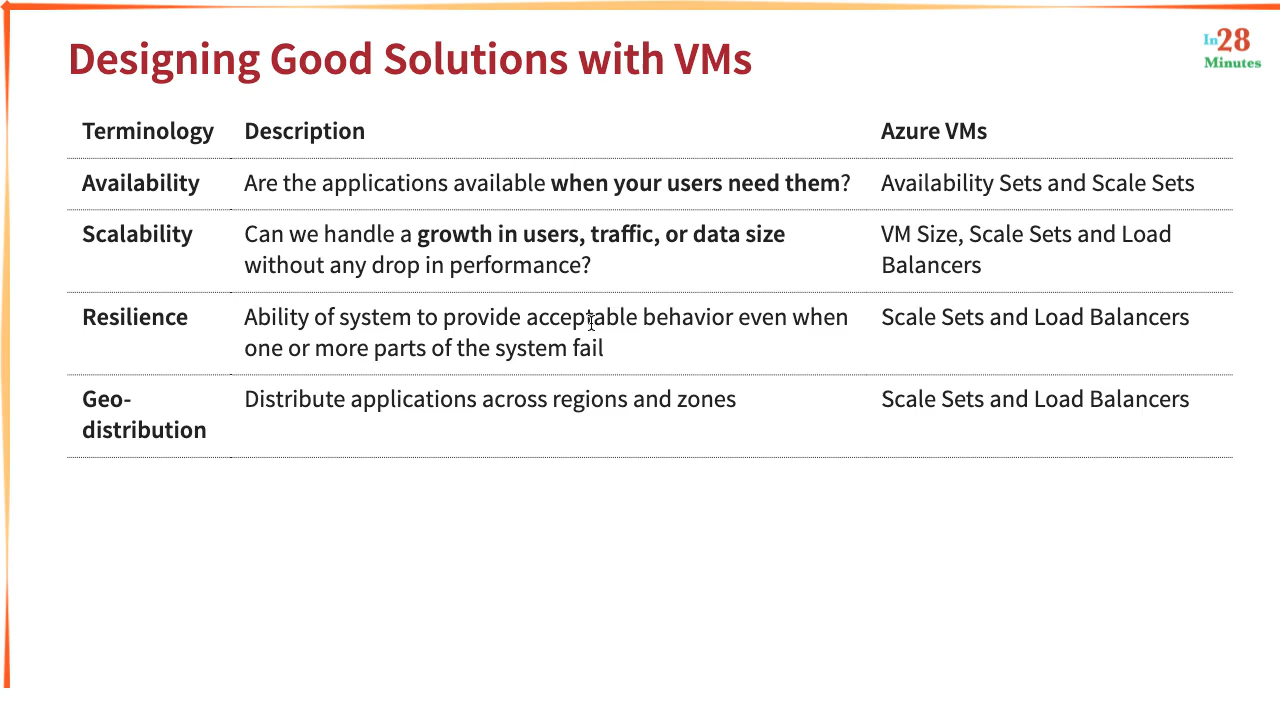 Designing Good Solutions with VMs
In28
Minutes
Terminology Description Azure VMs
Availability Are the applications available when your users need them? Availability Sets and Scale Sets
Scalability Can we handle a growth in users, traffic, or data size VM Size, Scale Sets and Load
without any drop in performance? Balancers
Resilience Ability of system to provide acceptable behavior even when Scale Sets and Load Balancers
one or more parts of the system fail
Geo- Distribute applications across regions and zones Scale Sets and Load Balancers
distribution